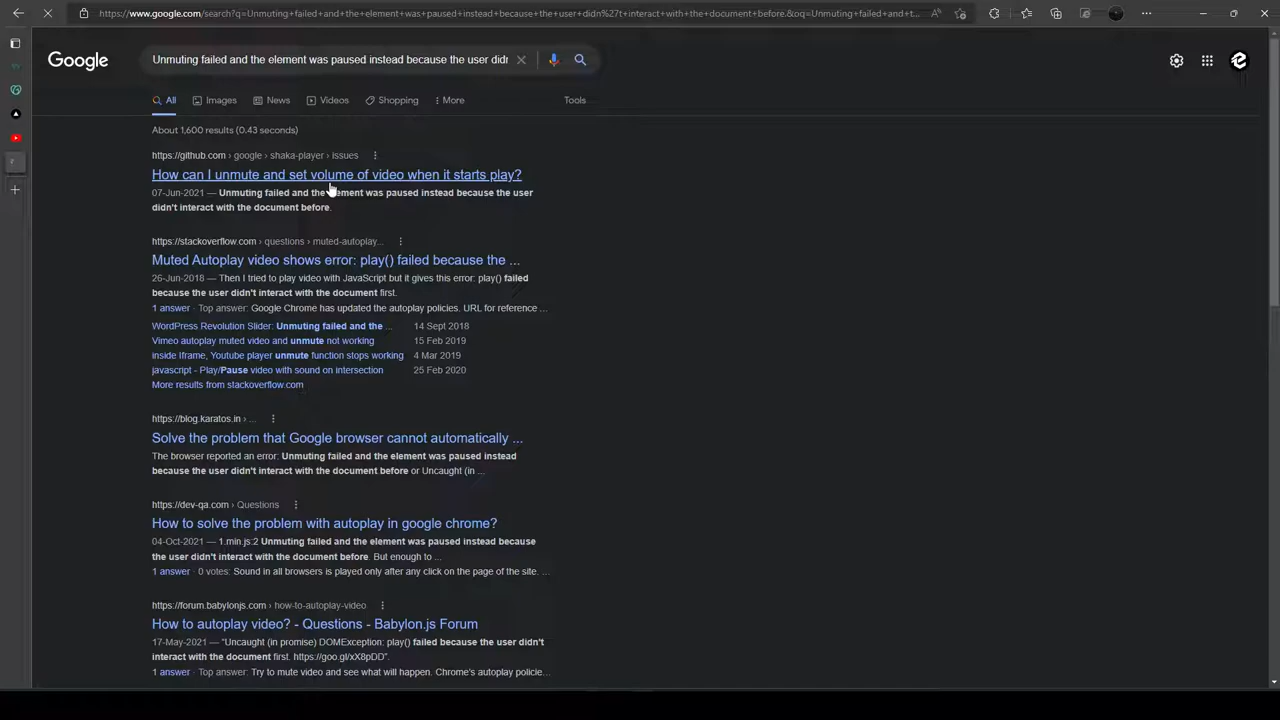 https://www.google.com/search?q=Unmuting+failed+and+the+element+was+paused+instead+because+the+user+didn%27t+interact+with+the+document+before.&oq=Unmuting+failed+and+t...
Google
Unmuting failed and the element was paused instead because the user didn
All
Images
News
Videos
Shopping
More
Tools
About 1,600 results (0.43 seconds)
https://github.com › google › shaka-player › issues
How can I unmute and set volume of video when it starts play?
07-Jun-2021 — Unmuting failed and the element was paused instead because the user
didn't interact with the document before.
https://stackoverflow.com › questions › muted-autoplay...
Muted Autoplay video shows error: play() failed because the ...
26-Jun-2018 — Then I tried to play video with JavaScript but it gives this error: play() failed
because the user didn't interact with the document first.
1 answer · Top answer: Google Chrome has updated the autoplay policies. URL for reference ...
WordPress Revolution Slider: Unmuting failed and the ... 14 Sept 2018
Vimeo autoplay muted video and unmute not working 15 Feb 2019
inside Iframe, Youtube player unmute function stops working 4 Mar 2019
javascript - Play/Pause video with sound on intersection 25 Feb 2020
More results from stackoverflow.com
https://blog.karatos.in › ...
Solve the problem that Google browser cannot automatically ...
The browser reported an error: Unmuting failed and the element was paused instead
because the user didn't interact with the document before or Uncaught (in ...
https://dev-qa.com › Questions
How to solve the problem with autoplay in google chrome?
04-Oct-2021 — 1.min.js:2 Unmuting failed and the element was paused instead because
the user didn't interact with the document before. But enough to ...
1 answer · 0 votes: Sound in all browsers is played only after any click on the page of the site. ...
https://forum.babylonjs.com › how-to-autoplay-video
How to autoplay video? - Questions - Babylon.js Forum
17-May-2021 — "Uncaught (in promise) DOMException: play() failed because the user didn't
interact with the document first. https://goo.gl/xX8pDD".
1 answer · Top answer: Try to mute video and see what will happen. Chrome's autoplay policie...